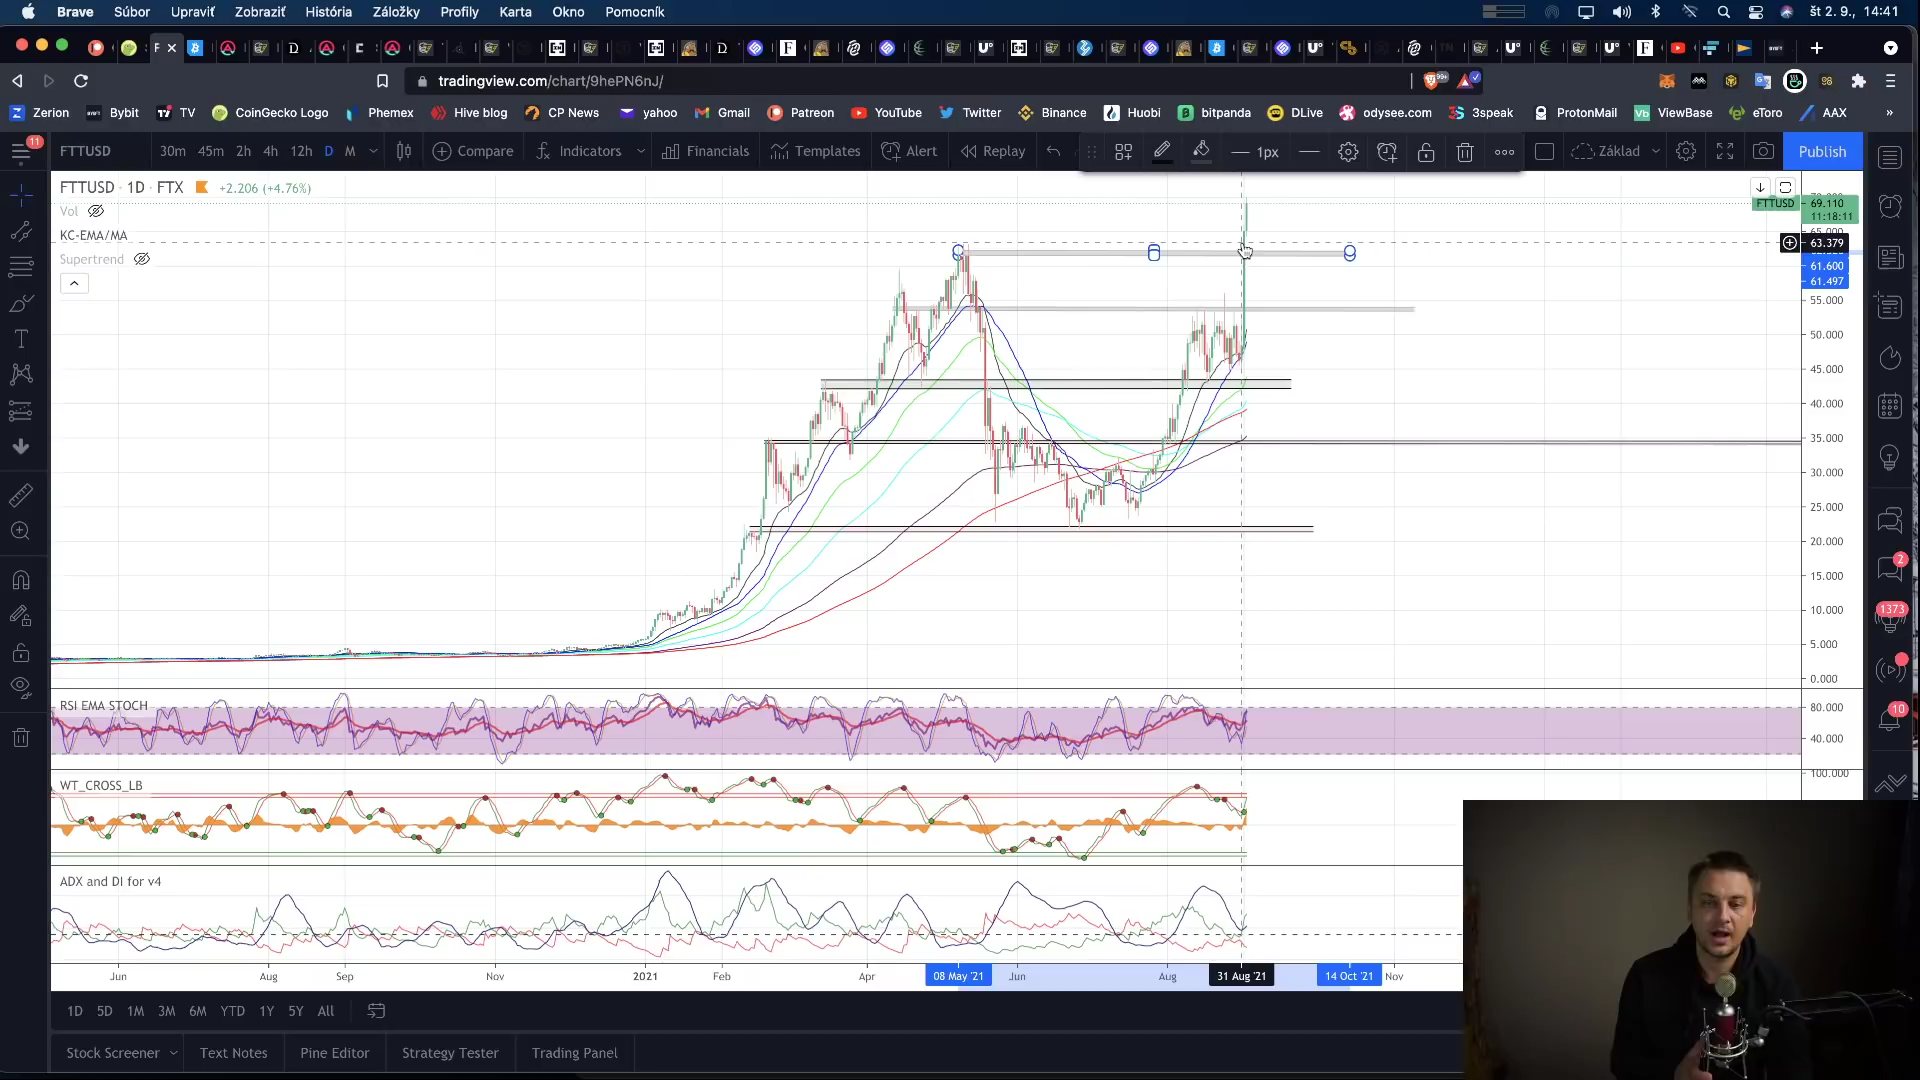 Brave Súbor Upraviť Zobraziť História Záložky Profily Karta Okno Pomocník št 2. 9., 14:41
tradingview.com/chart/9hePN6nJ/
Zerion Bybit TV CoinGecko Logo Phemex Hive blog CP News yahoo Gmail Patreon YouTube Twitter Binance Huobi bitpanda DLive odysee.com 3speak ProtonMail ViewBase eToro AAX »
11
FTTUSD 30m 45m 2h 4h 12h D M Compare Indicators Financials Templates Alert Replay 1px Základ Publish
FTTUSD · 1D · FTX +2.206 (+4.76%)
Vol
KC-EMA/MA
Supertrend
FTTUSD 69.110
11:18:11
63.379
61.600
61.497
55.000
50.000
45.000
40.000
35.000
30.000
25.000
20.000
15.000
10.000
5.000
0.000
RSI EMA STOCH
80.000
40.000
WT_CROSS_LB
100.000
ADX and DI for v4
2
1373
10
Jun Aug Sep Nov 2021 Feb Apr 08 May '21 Jun Aug 31 Aug '21 14 Oct '21 Nov
1D 5D 1M 3M 6M YTD 1Y 5Y All
Stock Screener Text Notes Pine Editor Strategy Tester Trading Panel